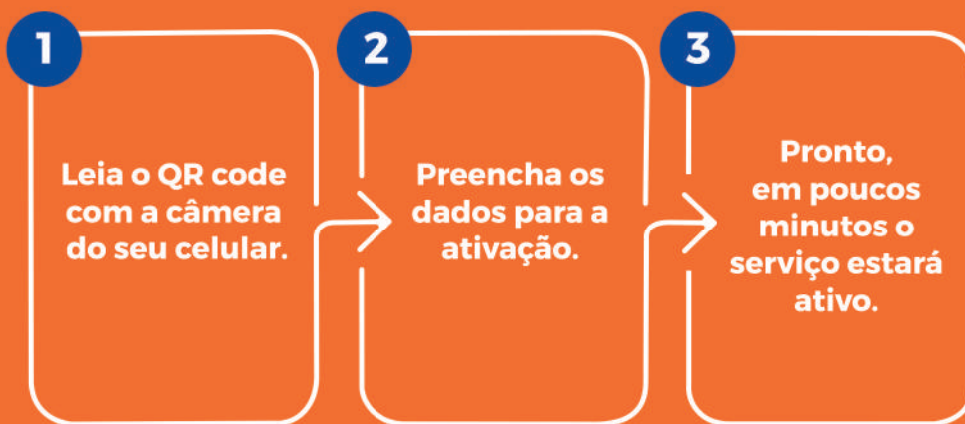 1
Leia o QR code
com a câmera
do seu celular.
2
Preencha os
dados para a
ativação.
3
Pronto,
em poucos
minutos o
serviço estará
ativo.